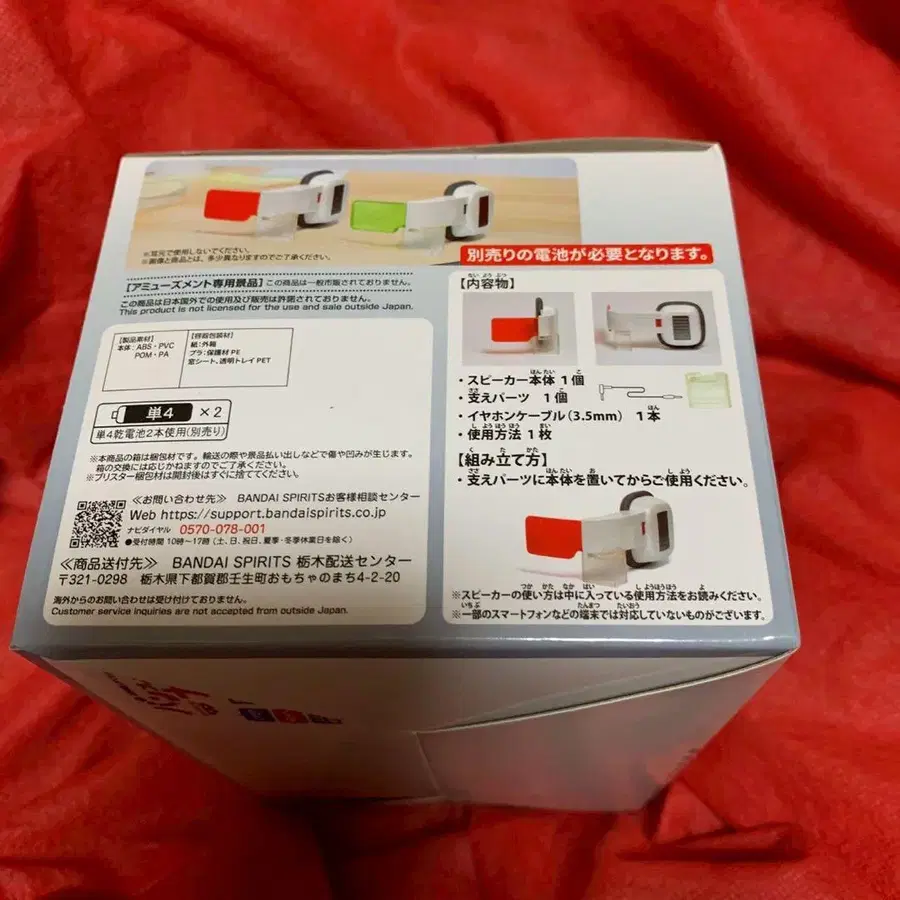 ※耳元で使用しないでください。
※画像と商品とは、多少異なりますのでご了承ください。
別売りの電池が必要となります。
【アミューズメント専用景品】この商品は一般市販されておりません。
この商品は日本国外での使用及び販売は許諾されておりません。
This product is not licensed for the use and sale outside Japan.
【製品素材】
本体:ABS・PVC
POM・PA
【容器包装材】
紙:外箱
プラ:保護材 PE
窓シート、透明トレイ PET
単4 ×2
単4乾電池2本使用(別売り)
※本商品の箱は梱包材です。輸送の際や景品払い出しなどで傷や凹みが生じます。
箱の交換には応じかねますのでご了承ください。
※ブリスター梱包材は開封後はすぐに捨ててください。
≪お問い合わせ先≫ BANDAI SPIRITSお客様相談センター
Web https://support.bandaispirits.co.jp
ナビダイヤル 0570-078-001
●受付時間 10時~17時(土、日、祝日、夏季・冬季休業日を除く)
≪商品送付先≫ BANDAI SPIRITS 栃木配送センター
〒321-0298 栃木県下都賀郡壬生町おもちゃのまち4-2-20
海外からのお問い合わせは受け付けておりません。
Customer service inquiries are not accepted from outside Japan.
【内容物】
・スピーカー本体 1個
・支えパーツ 1個
・イヤホンケーブル(3.5mm) 1本
・使用方法 1枚
【組み立て方】
・支えパーツに本体を置いてからご使用ください。
※スピーカーの使い方は中に入っている使用方法をお読みください。
※一部のスマートフォンなどの端末では対応していないものがございます。